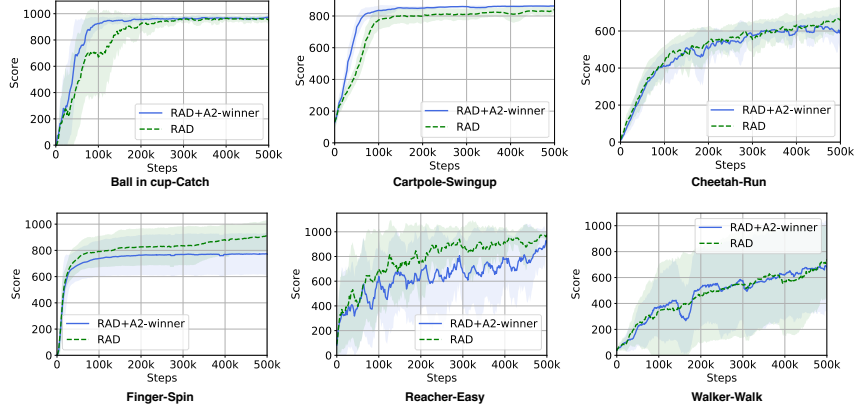 1000
800
600
400
200
0
Score
RAD+A2-winner
RAD
0 100k 200k 300k 400k 500k
Steps
Ball in cup-Catch
800
600
400
200
0
Score
RAD+A2-winner
RAD
0 100k 200k 300k 400k 500k
Steps
Cartpole-Swingup
600
400
200
0
Score
RAD+A2-winner
RAD
0 100k 200k 300k 400k 500k
Steps
Cheetah-Run
1000
800
600
400
200
0
Score
RAD+A2-winner
RAD
0 100k 200k 300k 400k 500k
Steps
Finger-Spin
1000
800
600
400
200
0
Score
RAD+A2-winner
RAD
0 100k 200k 300k 400k 500k
Steps
Reacher-Easy
1000
800
600
400
200
0
Score
RAD+A2-winner
RAD
0 100k 200k 300k 400k 500k
Steps
Walker-Walk